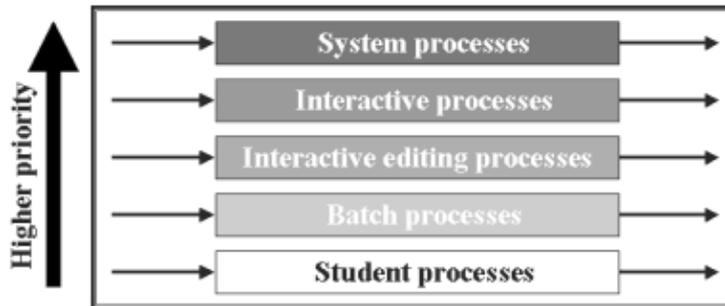 Higher priority
System processes
Interactive processes
Interactive editing processes
Batch processes
Student processes